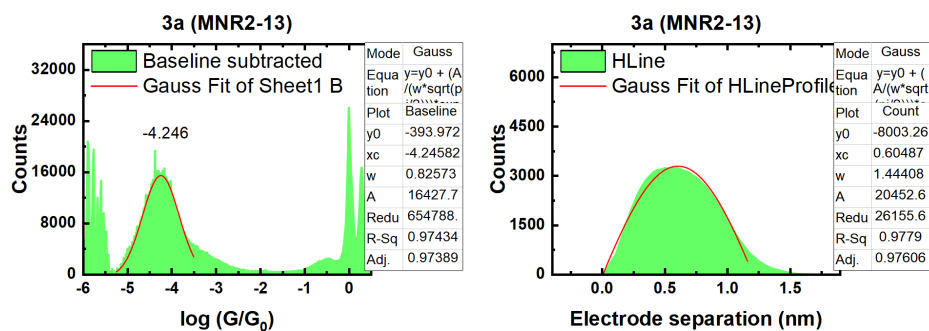 3a (MNR2-13)
Counts
32000
24000
16000
8000
0
-6 -5 -4 -3 -2 -1 0
log (G/G0)
Baseline subtracted
Gauss Fit of Sheet1 B
-4.246
Mode Gauss
Equa tion y=y0 + (A /(w*sqrt(p
Plot Baseline
y0 -393.972
xc -4.24582
w 0.82573
A 16427.7
Redu 654788.
R-Sq 0.97434
Adj. 0.97389
3a (MNR2-13)
Counts
6000
4500
3000
1500
0
0.0 0.5 1.0 1.5
Electrode separation (nm)
HLine
Gauss Fit of HLineProfile
Mode Gauss
Equa tion y=y0 + ( A/(w*sqrt
Plot Count
y0 -8003.26
xc 0.60487
w 1.44408
A 20452.6
Redu 26155.6
R-Sq 0.9779
Adj. 0.97606